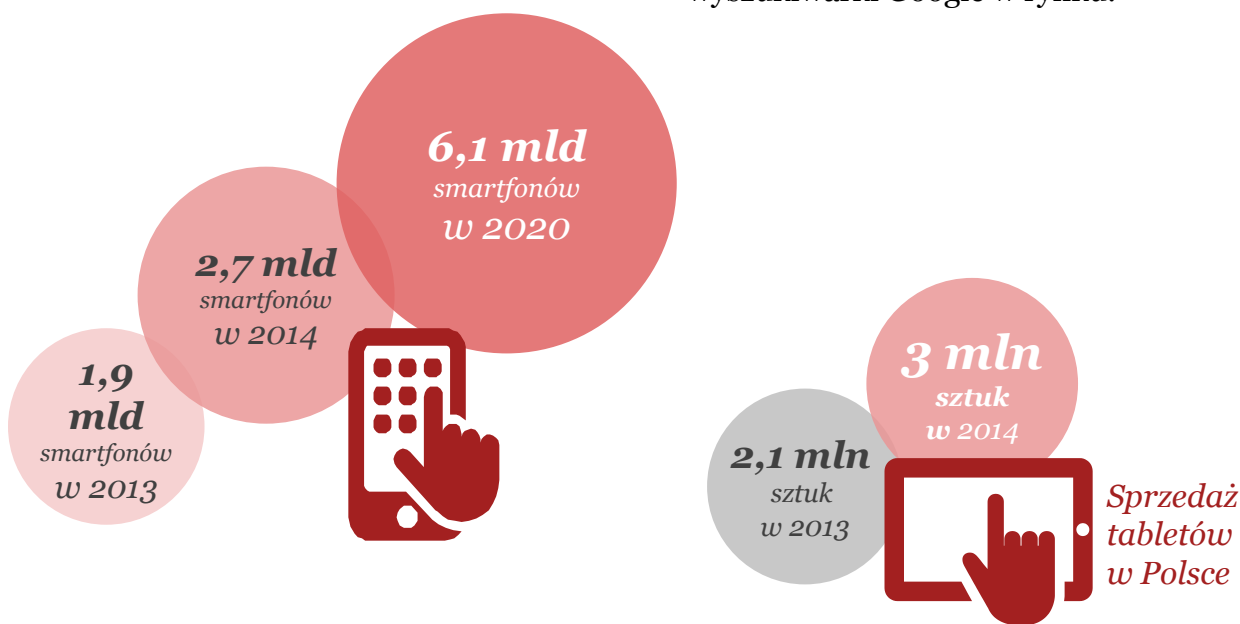 6,1 mld
smartfonów
w 2020
2,7 mld
smartfonów
w 2014
1,9
mld
smartfonów
w 2013
3 mln
sztuk
w 2014
2,1 mln
sztuk
w 2013
Sprzedaż
tabletów
w Polsce